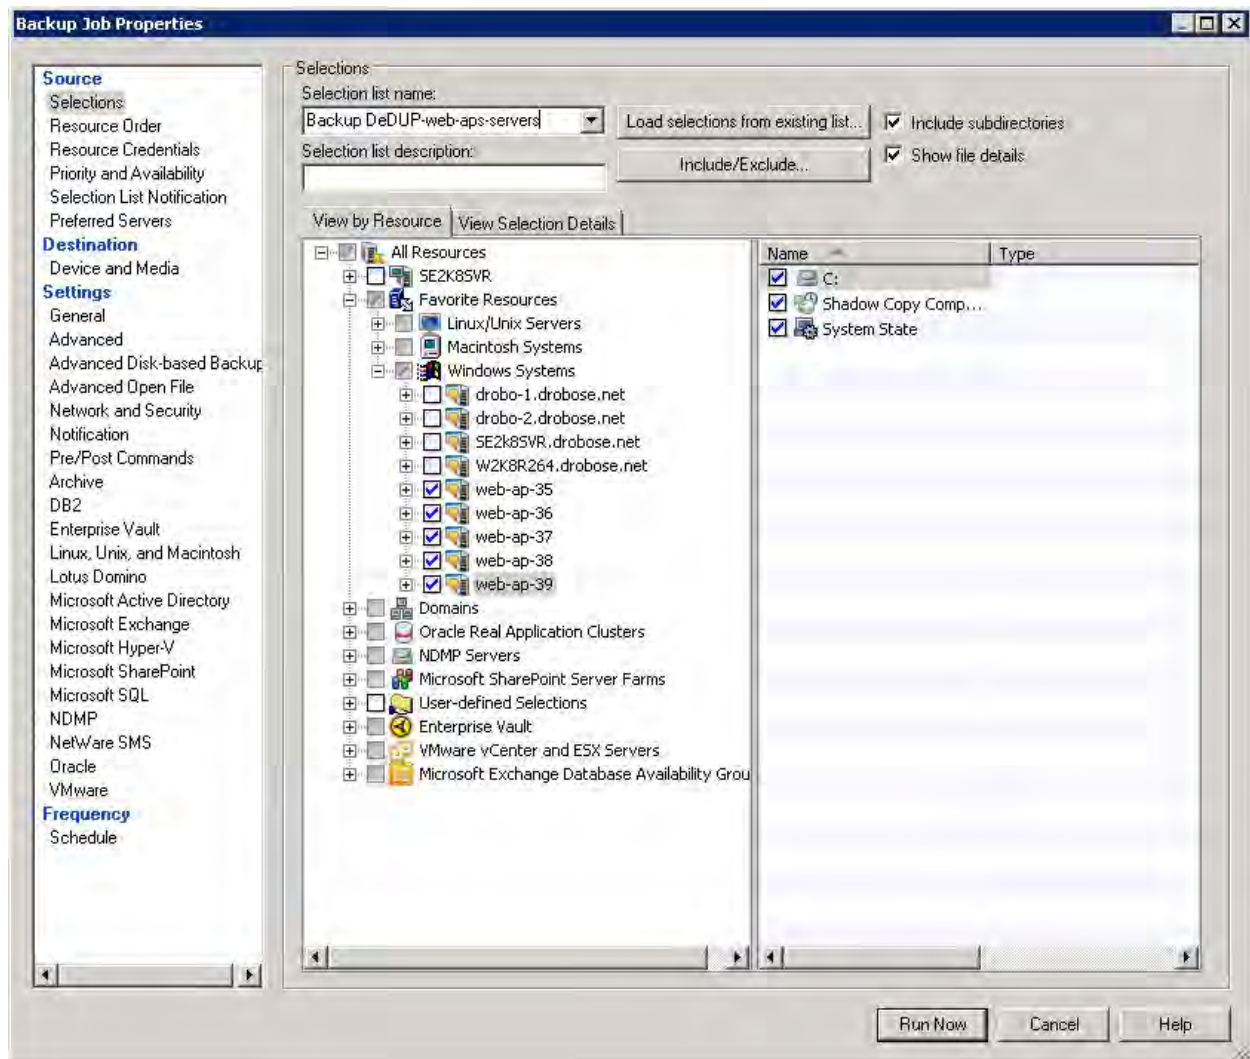 Backup Job Properties
Source
Selections
Resource Order
Resource Credentials
Priority and Availability
Selection List Notification
Preferred Servers
Destination
Device and Media
Settings
General
Advanced
Advanced Disk-based Backup
Advanced Open File
Network and Security
Notification
Pre/Post Commands
Archive
DB2
Enterprise Vault
Linux, Unix, and Macintosh
Lotus Domino
Microsoft Active Directory
Microsoft Exchange
Microsoft Hyper-V
Microsoft SharePoint
Microsoft SQL
NDMP
NetWare SMS
Oracle
VMware
Frequency
Schedule
Selections
Selection list name:
Backup DeDUP-web-aps-servers
Load selections from existing list...
Include subdirectories
Selection list description:
Include/Exclude...
Show file details
View by Resource
View Selection Details
All Resources
SE2K8SVR
Favorite Resources
Linux/Unix Servers
Macintosh Systems
Windows Systems
drobo-1.drobose.net
drobo-2.drobose.net
SE2k8SVR.drobose.net
W2K8R264.drobose.net
web-ap-35
web-ap-36
web-ap-37
web-ap-38
web-ap-39
Domains
Oracle Real Application Clusters
NDMP Servers
Microsoft SharePoint Server Farms
User-defined Selections
Enterprise Vault
VMware vCenter and ESX Servers
Microsoft Exchange Database Availability Grou
Name
Type
C:
Shadow Copy Comp...
System State
Run Now
Cancel
Help